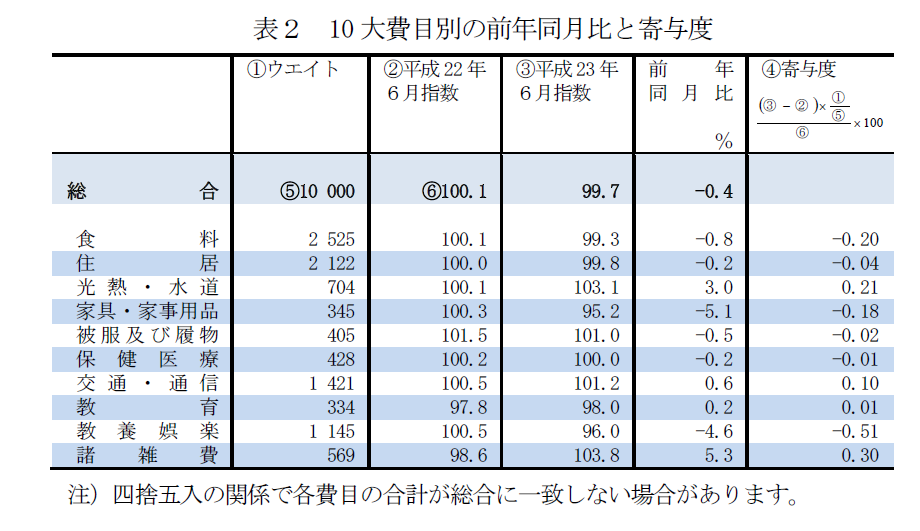 表２　10 大費目別の前年同月比と寄与度
①ウエイト ②平成 22 年６月指数 ③平成 23 年６月指数 前年同月比 % ④寄与度 (③－②)×①/⑤ / ⑥ ×100
総合 ⑤10 000 ⑥100.1 99.7 -0.4
食料 2 525 100.1 99.3 -0.8 -0.20
住居 2 122 100.0 99.8 -0.2 -0.04
光熱・水道 704 100.1 103.1 3.0 0.21
家具・家事用品 345 100.3 95.2 -5.1 -0.18
被服及び履物 405 101.5 101.0 -0.5 -0.02
保健医療 428 100.2 100.0 -0.2 -0.01
交通・通信 1 421 100.5 101.2 0.6 0.10
教育 334 97.8 98.0 0.2 0.01
教養娯楽 1 145 100.5 96.0 -4.6 -0.51
諸雑費 569 98.6 103.8 5.3 0.30
注）四捨五入の関係で各費目の合計が総合に一致しない場合があります。